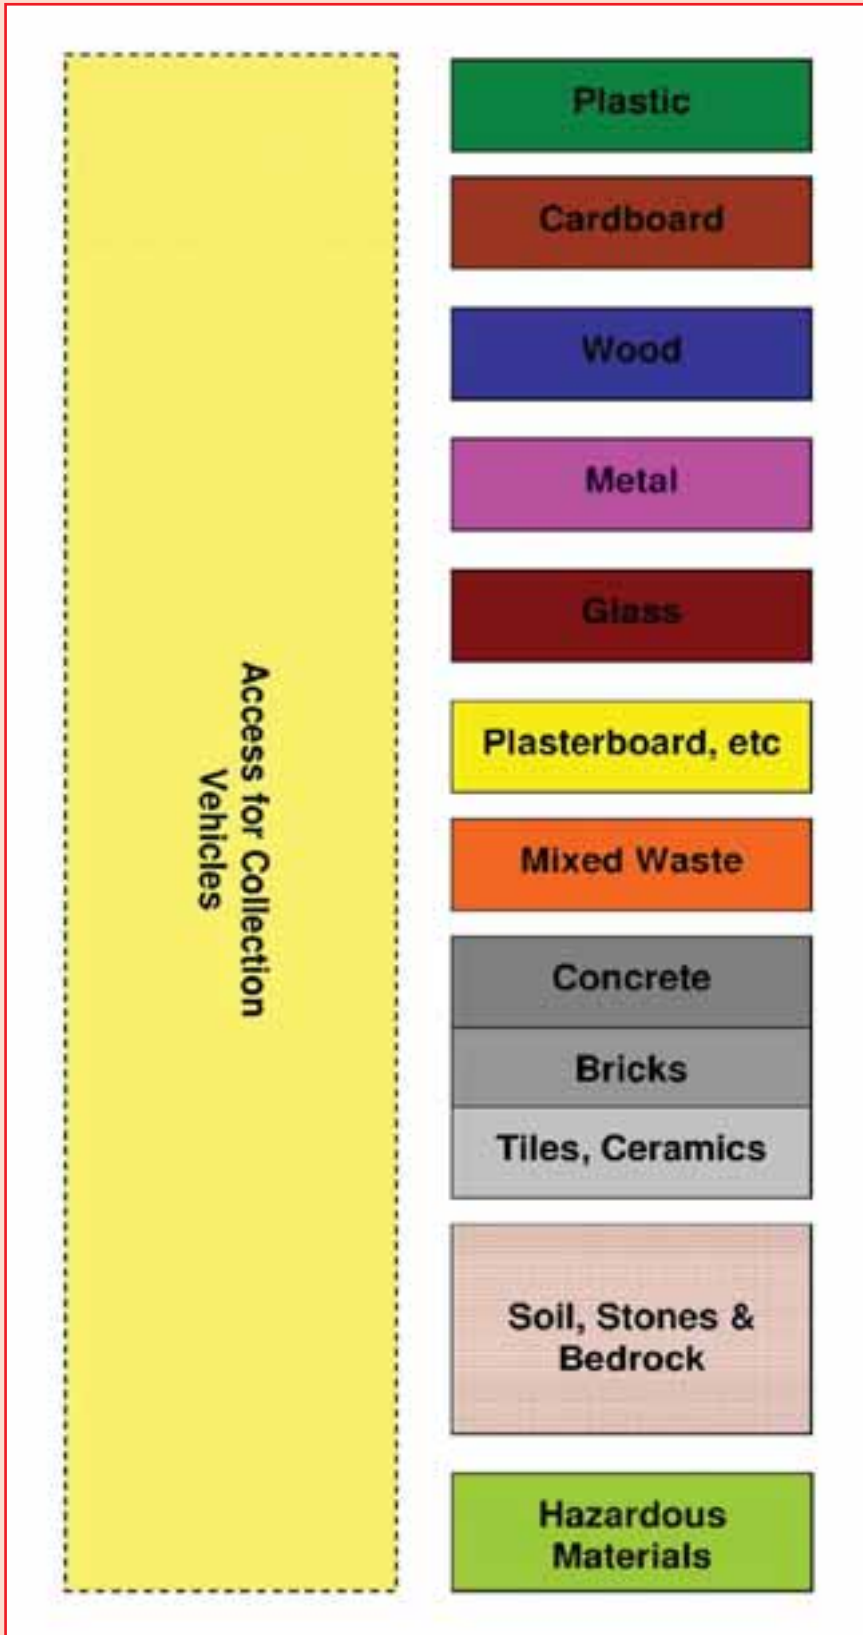 Access for Collection
Vehicles
Plastic
Cardboard
Wood
Metal
Glass
Plasterboard, etc
Mixed Waste
Concrete
Bricks
Tiles, Ceramics
Soil, Stones &
Bedrock
Hazardous
Materials